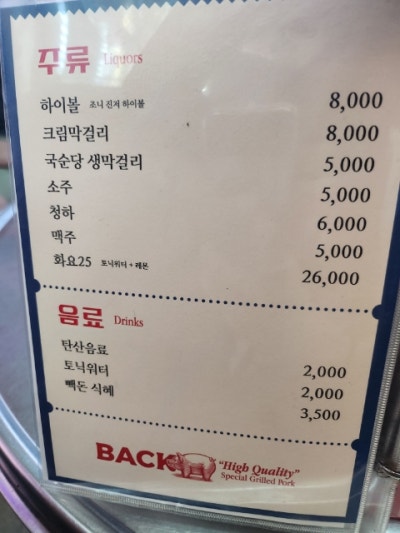 주류 Liquors
하이볼 조니 진저 하이볼 8,000
크림막걸리 8,000
국순당 생막걸리 5,000
소주 5,000
청하 6,000
맥주 5,000
화요25 토닉워터 + 레몬 26,000
음료 Drinks
탄산음료 2,000
토닉워터 2,000
빽돈 식혜 3,500
BACK
"High Quality"
Special Grilled Pork